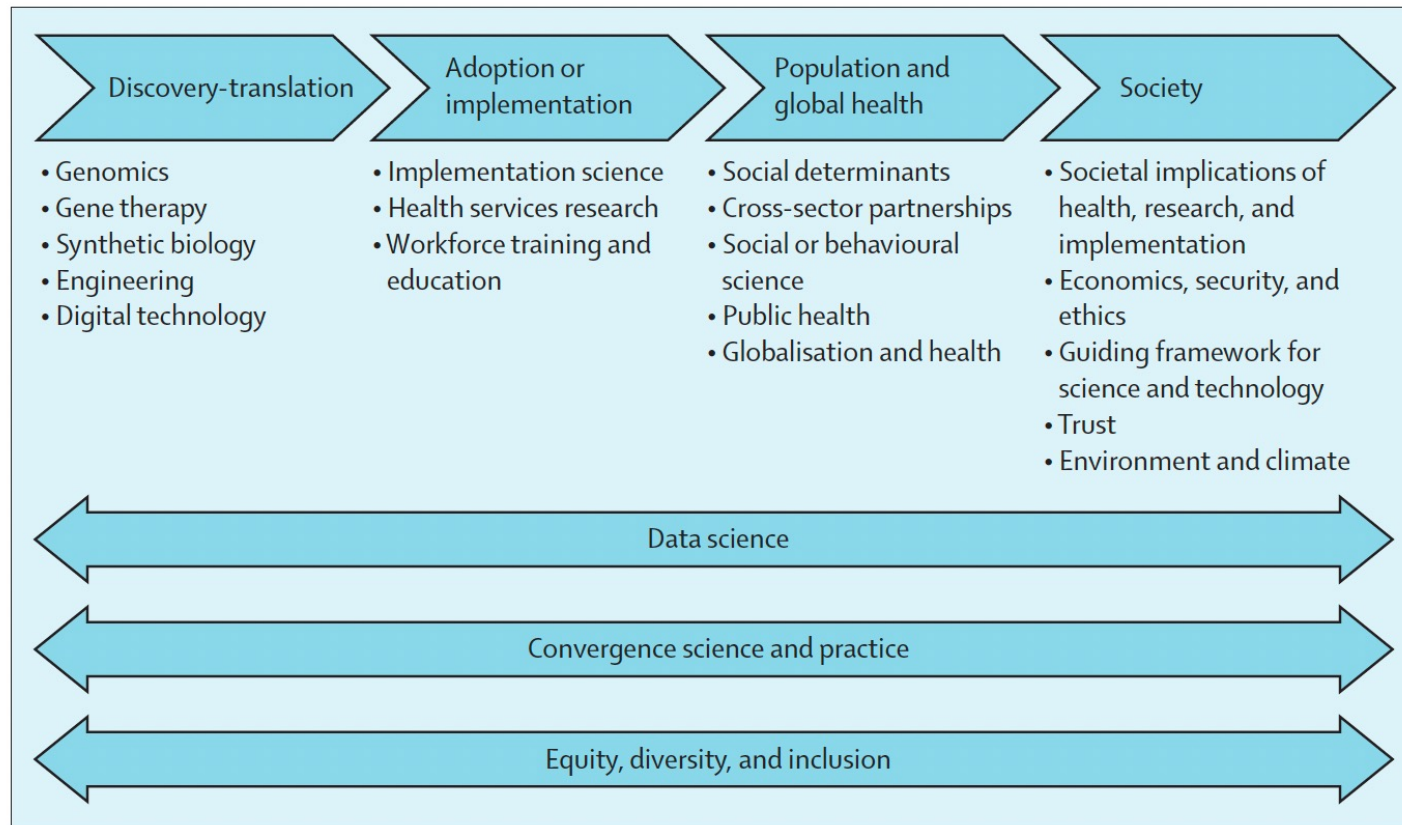 Discovery-translation
Adoption or
implementation
Population and
global health
Society
• Genomics
• Gene therapy
• Synthetic biology
• Engineering
• Digital technology
• Implementation science
• Health services research
• Workforce training and
education
• Social determinants
• Cross-sector partnerships
• Social or behavioural
science
• Public health
• Globalisation and health
• Societal implications of
health, research, and
implementation
• Economics, security, and
ethics
• Guiding framework for
science and technology
• Trust
• Environment and climate
Data science
Convergence science and practice
Equity, diversity, and inclusion